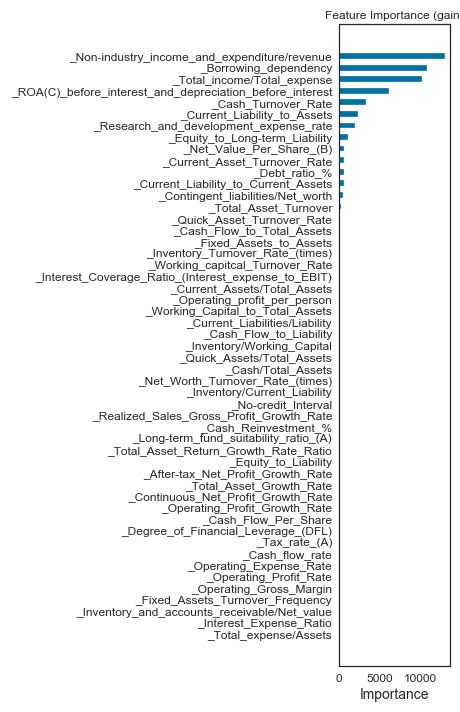 Feature Importance (gain
_Non-industry_income_and_expenditure/revenue
_Borrowing_dependency
_Total_income/Total_expense
_ROA(C)_before_interest_and_depreciation_before_interest
_Cash_Turnover_Rate
_Current_Liability_to_Assets
_Research_and_development_expense_rate
_Equity_to_Long-term_Liability
_Net_Value_Per_Share_(B)
_Current_Asset_Turnover_Rate
_Debt_ratio_%
_Current_Liability_to_Current_Assets
_Contingent_liabilities/Net_worth
_Total_Asset_Turnover
_Quick_Asset_Turnover_Rate
_Cash_Flow_to_Total_Assets
_Fixed_Assets_to_Assets
_Inventory_Turnover_Rate_(times)
_Working_capitcal_Turnover_Rate
_Interest_Coverage_Ratio_(Interest_expense_to_EBIT)
_Current_Assets/Total_Assets
_Operating_profit_per_person
_Working_Capital_to_Total_Assets
_Current_Liabilities/Liability
_Cash_Flow_to_Liability
_Inventory/Working_Capital
_Quick_Assets/Total_Assets
_Cash/Total_Assets
_Net_Worth_Turnover_Rate_(times)
_Inventory/Current_Liability
_No-credit_Interval
_Realized_Sales_Gross_Profit_Growth_Rate
_Cash_Reinvestment_%
_Long-term_fund_suitability_ratio_(A)
_Total_Asset_Return_Growth_Rate_Ratio
_Equity_to_Liability
_After-tax_Net_Profit_Growth_Rate
_Total_Asset_Growth_Rate
_Continuous_Net_Profit_Growth_Rate
_Operating_Profit_Growth_Rate
_Cash_Flow_Per_Share
_Degree_of_Financial_Leverage_(DFL)
_Tax_rate_(A)
_Cash_flow_rate
_Operating_Expense_Rate
_Operating_Profit_Rate
_Operating_Gross_Margin
_Fixed_Assets_Turnover_Frequency
_Inventory_and_accounts_receivable/Net_value
_Interest_Expense_Ratio
_Total_expense/Assets
0 5000 10000
Importance